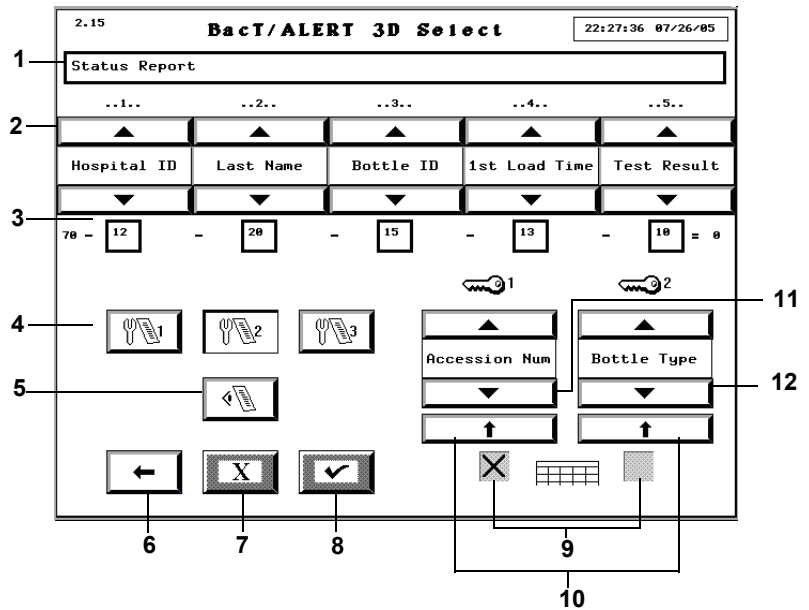 2.15
BacT/ALERT 3D Select
22:27:36 07/26/05
1
Status Report
..1.. ..2.. ..3.. ..4.. ..5..
2
Hospital ID Last Name Bottle ID 1st Load Time Test Result
3
70 - 12 - 20 - 15 - 13 - 10 = 0
1 2
11
4
1 2 3
Accession Num Bottle Type
12
5
X
6 7 8
9
10